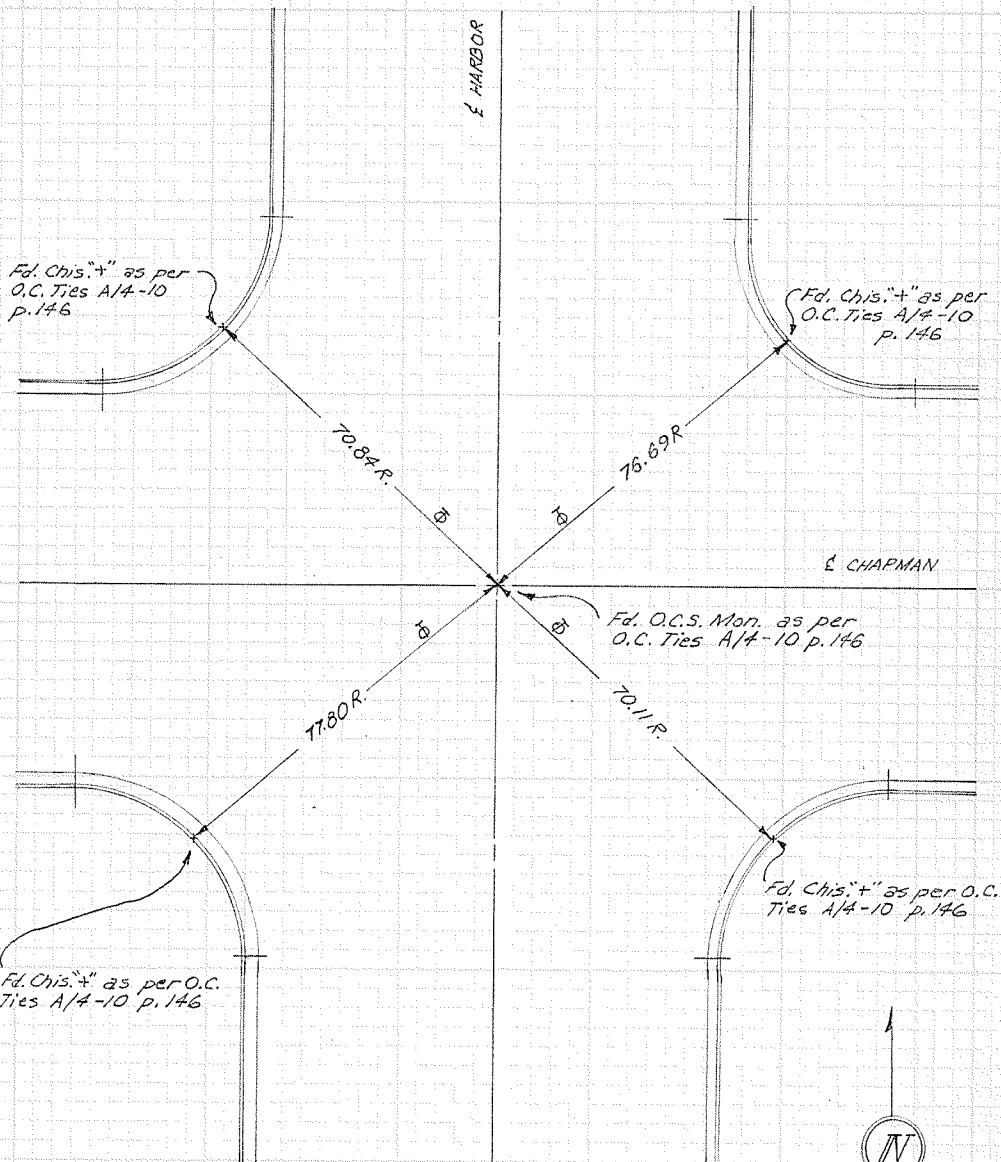 ℄ HARBOR
Fd. Chis. "+" as per
O.C. Ties A/4-10
p. 146
Fd. Chis. "+" as per
O.C. Ties A/4-10
p. 146
70.84 R.
76.69 R
℄ CHAPMAN
Fd. O.C.S. Mon. as per
O.C. Ties A/4-10 p. 146
77.80 R.
70.11 R.
Fd. Chis. "+" as per O.C.
Ties A/4-10 p. 146
Fd. Chis. "+" as per O.C.
Ties A/4-10 p. 146
N